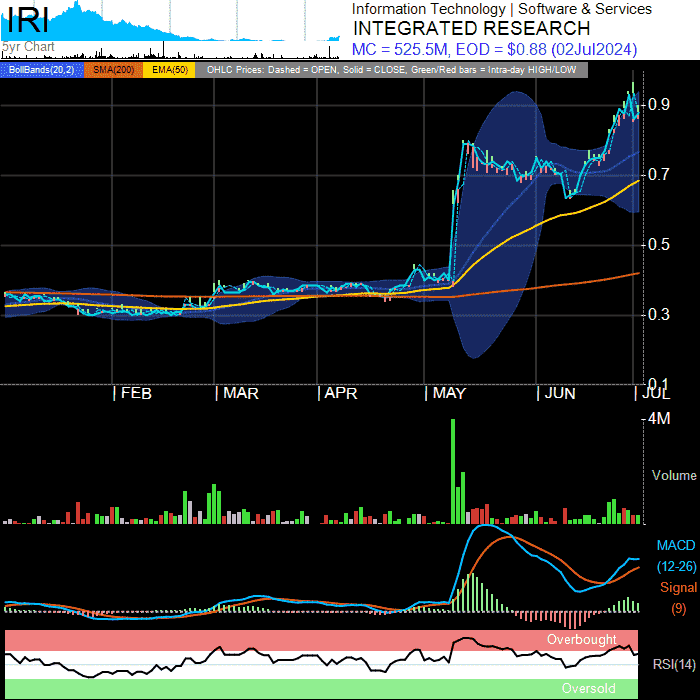 IRI
5yr Chart
Information Technology | Software & Services
INTEGRATED RESEARCH
MC = 525.5M, EOD = $0.88 (02Jul2024)
BollBands(20,2) SMA(200) EMA(50) OHLC Prices: Dashed = OPEN, Solid = CLOSE, Green/Red bars = Intra-day HIGH/LOW
0.9
0.7
0.5
0.3
0.1
FEB MAR APR MAY JUN JUL
4M
Volume
MACD
(12-26)
Signal
(9)
Overbought
RSI(14)
Oversold